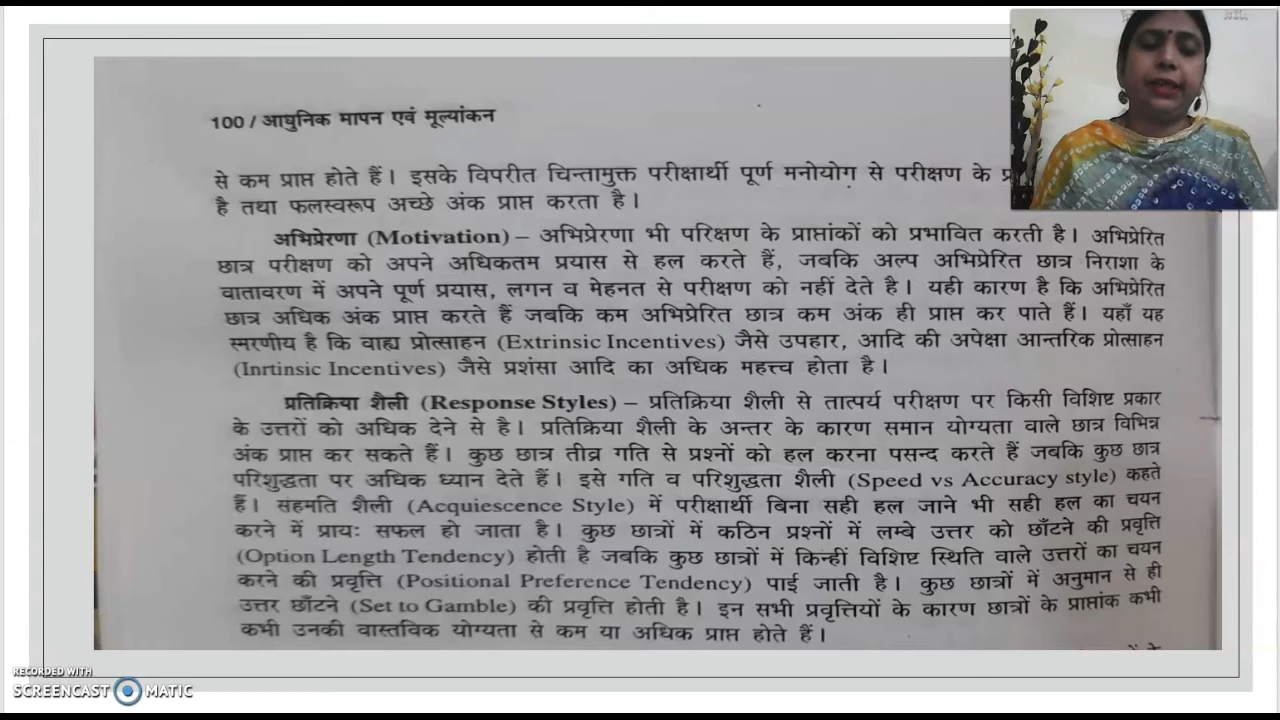 100 / आधुनिक मापन एवं मूल्यांकन
से कम प्राप्त होते हैं। इसके विपरीत चिन्तामुक्त परीक्षार्थी पूर्ण मनोयोग से परीक्षण के
है तथा फलस्वरूप अच्छे अंक प्राप्त करता है।
अभिप्रेरणा (Motivation) – अभिप्रेरणा भी परिक्षण के प्राप्तांकों को प्रभावित करती है। अभिप्रेरित
छात्र परीक्षण को अपने अधिकतम प्रयास से हल करते हैं, जबकि अल्प अभिप्रेरित छात्र निराशा के
वातावरण में अपने पूर्ण प्रयास, लगन व मेहनत से परीक्षण को नहीं देते है। यही कारण है कि अभिप्रेरित
छात्र अधिक अंक प्राप्त करते हैं जबकि कम अभिप्रेरित छात्र कम अंक ही प्राप्त कर पाते हैं। यहाँ यह
स्मरणीय है कि वाह्य प्रोत्साहन (Extrinsic Incentives) जैसे उपहार, आदि की अपेक्षा आन्तरिक प्रोत्साहन
(Inrtinsic Incentives) जैसे प्रशंसा आदि का अधिक महत्त्व होता है।
प्रतिक्रिया शैली (Response Styles) – प्रतिक्रिया शैली से तात्पर्य परीक्षण पर किसी विशिष्ट प्रकार
के उत्तरों को अधिक देने से है। प्रतिक्रिया शैली के अन्तर के कारण समान योग्यता वाले छात्र विभिन्न
अंक प्राप्त कर सकते हैं। कुछ छात्र तीव्र गति से प्रश्नों को हल करना पसन्द करते हैं जबकि कुछ छात्र
परिशुद्धता पर अधिक ध्यान देते हैं। इसे गति व परिशुद्धता शैली (Speed vs Accuracy style) कहते
हैं। सहमति शैली (Acquiescence Style) में परीक्षार्थी बिना सही हल जाने भी सही हल का चयन
करने में प्रायः सफल हो जाता है। कुछ छात्रों में कठिन प्रश्नों में लम्बे उत्तर को छाँटने की प्रवृत्ति
(Option Length Tendency) होती है जबकि कुछ छात्रों में किन्हीं विशिष्ट स्थिति वाले उत्तरों का चयन
करने की प्रवृत्ति (Positional Preference Tendency) पाई जाती है। कुछ छात्रों में अनुमान से ही
उत्तर छाँटने (Set to Gamble) की प्रवृत्ति होती है। इन सभी प्रवृत्तियों के कारण छात्रों के प्राप्तांक कभी
कभी उनकी वास्तविक योग्यता से कम या अधिक प्राप्त होते हैं।
RECORDED WITH
SCREENCAST MATIC